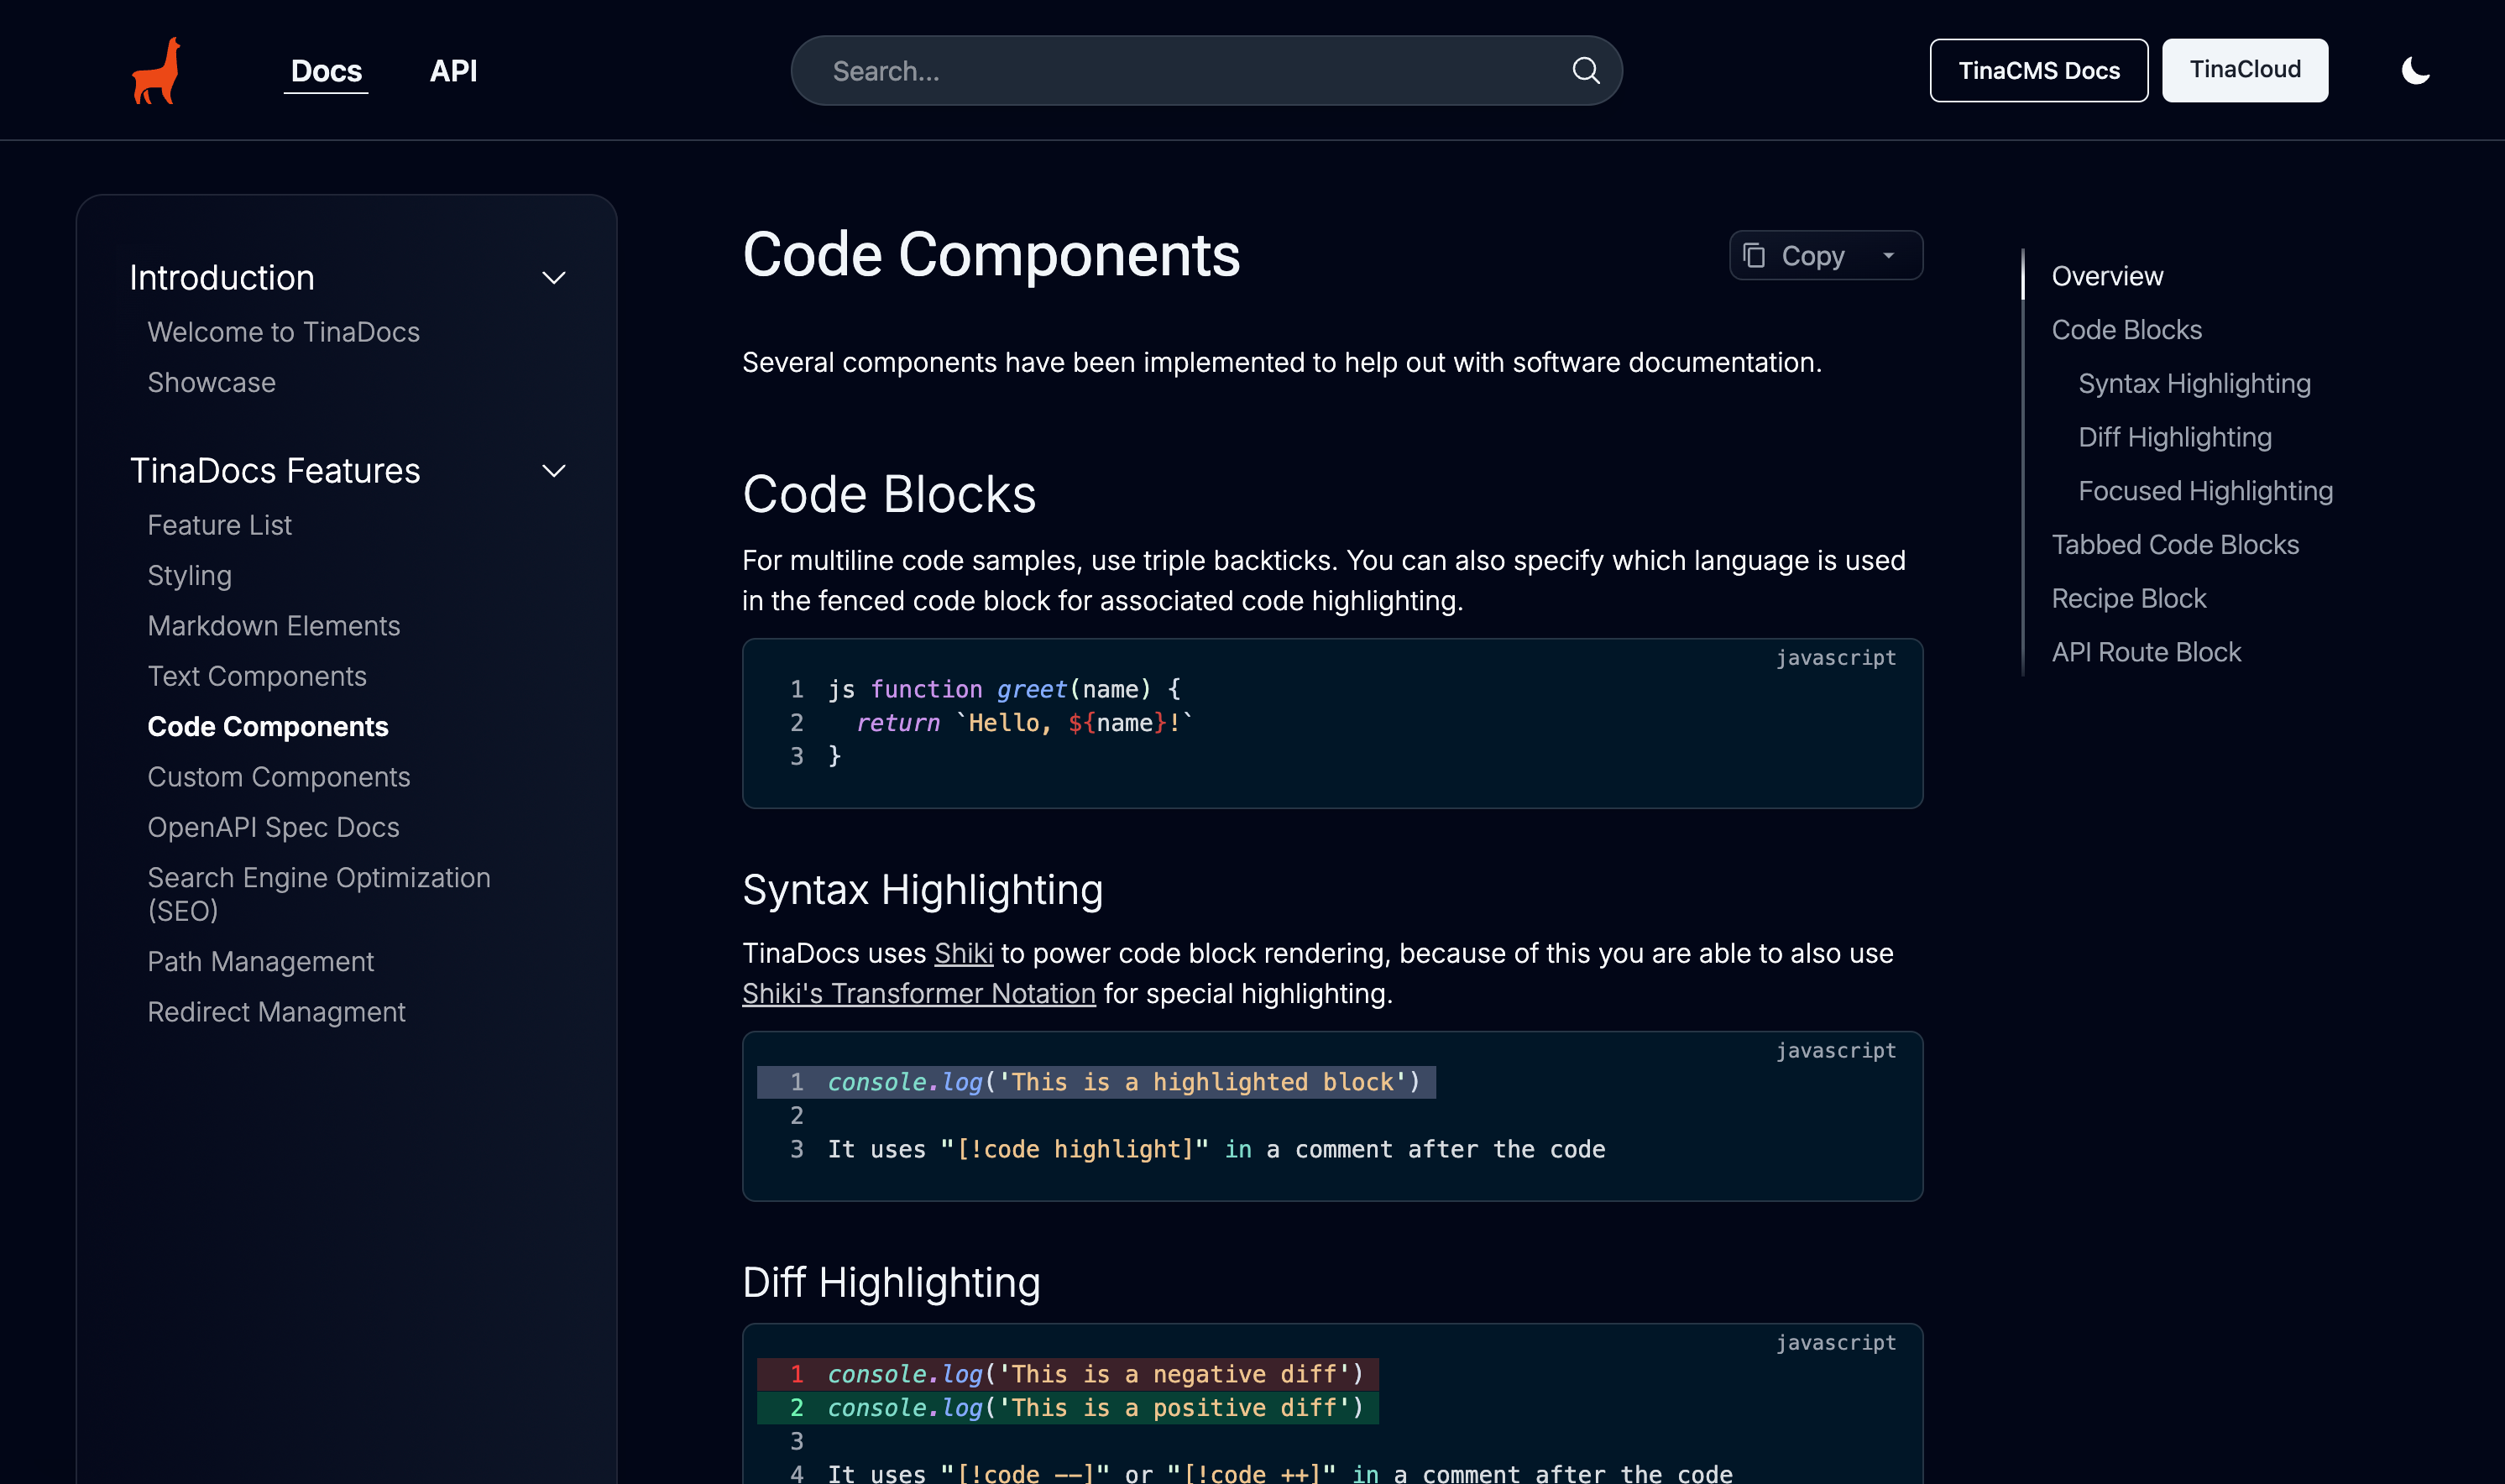 Docs
API
Search...
TinaCMS Docs
TinaCloud
Introduction
Welcome to TinaDocs
Showcase
TinaDocs Features
Feature List
Styling
Markdown Elements
Text Components
Code Components
Custom Components
OpenAPI Spec Docs
Search Engine Optimization
(SEO)
Path Management
Redirect Managment
Code Components
Copy
Several components have been implemented to help out with software documentation.
Code Blocks
For multiline code samples, use triple backticks. You can also specify which language is used
in the fenced code block for associated code highlighting.
javascript
1 js function greet(name) {
2   return `Hello, ${name}!`
3 }
Syntax Highlighting
TinaDocs uses Shiki to power code block rendering, because of this you are able to also use
Shiki's Transformer Notation for special highlighting.
javascript
1 console.log('This is a highlighted block')
2
3 It uses "[!code highlight]" in a comment after the code
Diff Highlighting
javascript
1 console.log('This is a negative diff')
2 console.log('This is a positive diff')
3
4 It uses "[!code --]" or "[!code ++]" in a comment after the code
Overview
Code Blocks
Syntax Highlighting
Diff Highlighting
Focused Highlighting
Tabbed Code Blocks
Recipe Block
API Route Block